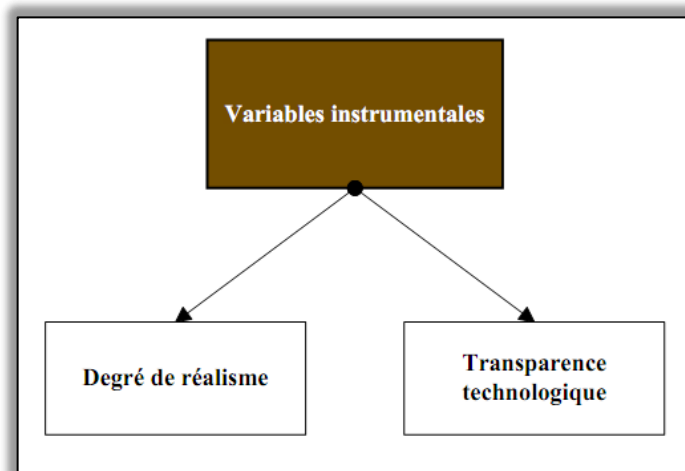 Variables instrumentales
Degré de réalisme
Transparence
technologique